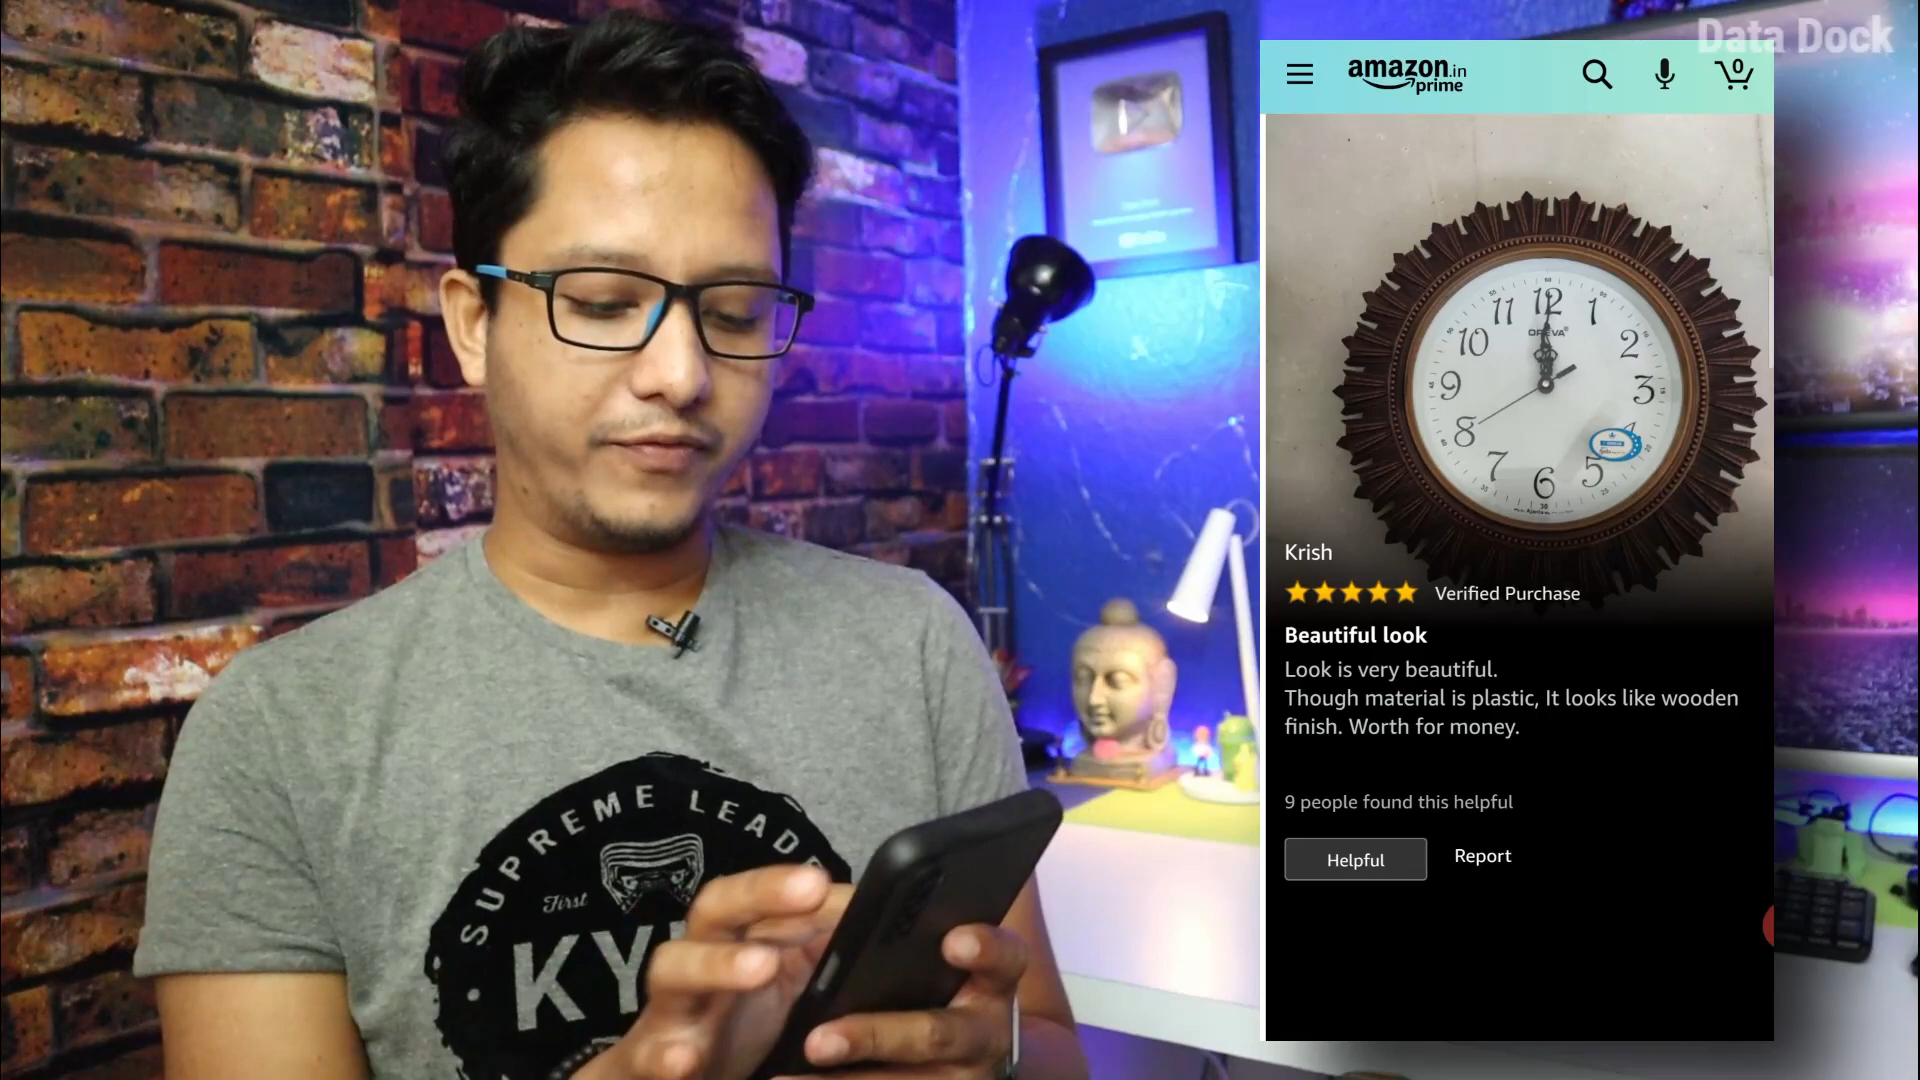 Data Dock
amazon.in
prime
0
12
1
2
3
5
6
7
8
9
10
11
Krish
Verified Purchase
Beautiful look
Look is very beautiful.
Though material is plastic, It looks like wooden
finish. Worth for money.
9 people found this helpful
Helpful
Report
SUPREME
First